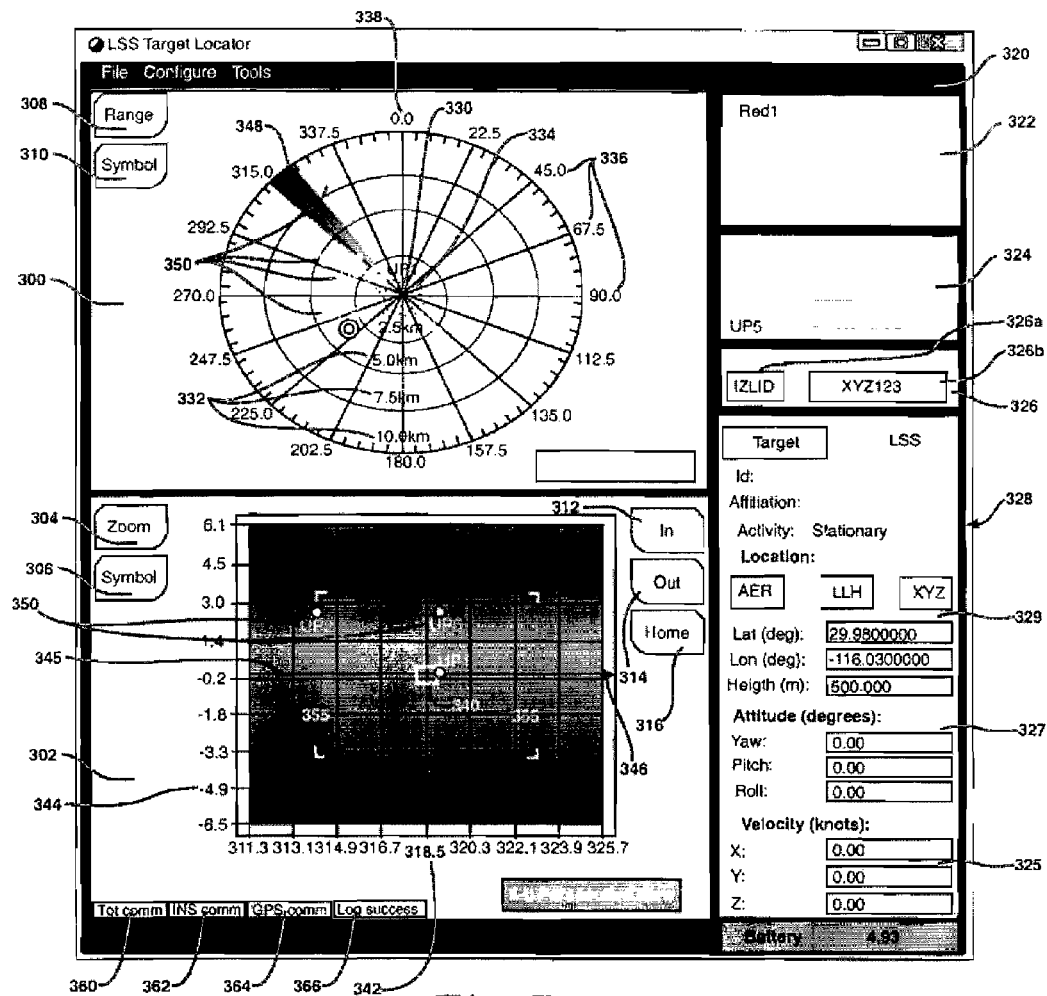 338
LSS Target Locator
File Configure Tools
320
308
Range
348
337.5
0.0
330
22.5
334
Red1
322
310
Symbol
315.0
45.0
336
292.5
67.5
350
300
270.0
90.0
324
2.5km
UP5
326a
247.5
5.0km
112.5
326b
IZLID
XYZ123
332
7.5km
326
225.0
135.0
10.0km
202.5
180.0
157.5
Target
LSS
Id:
Affiliation:
328
Activity: Stationary
Location:
AER
LLH
XYZ
329
Lat (deg): 29.9800000
Lon (deg): -116.0300000
Heigth (m): 500.000
Attitude (degrees):
327
Yaw: 0.00
Pitch: 0.00
Roll: 0.00
Velocity (knots):
X: 0.00
325
Y: 0.00
Z: 0.00
Battery 4.93
304
Zoom
6.1
312
In
306
Symbol
4.5
Out
350
3.0
UP
UP5
Home
1.4
345
-0.2
UP
314
-1.8
355
340
355
316
302
-3.3
346
344
-4.9
-6.5
311.3 313.1 314.9 316.7 318.5 320.3 322.1 323.9 325.7
Tot comm INS comm GPS comm Log success
360
362
364
366
342